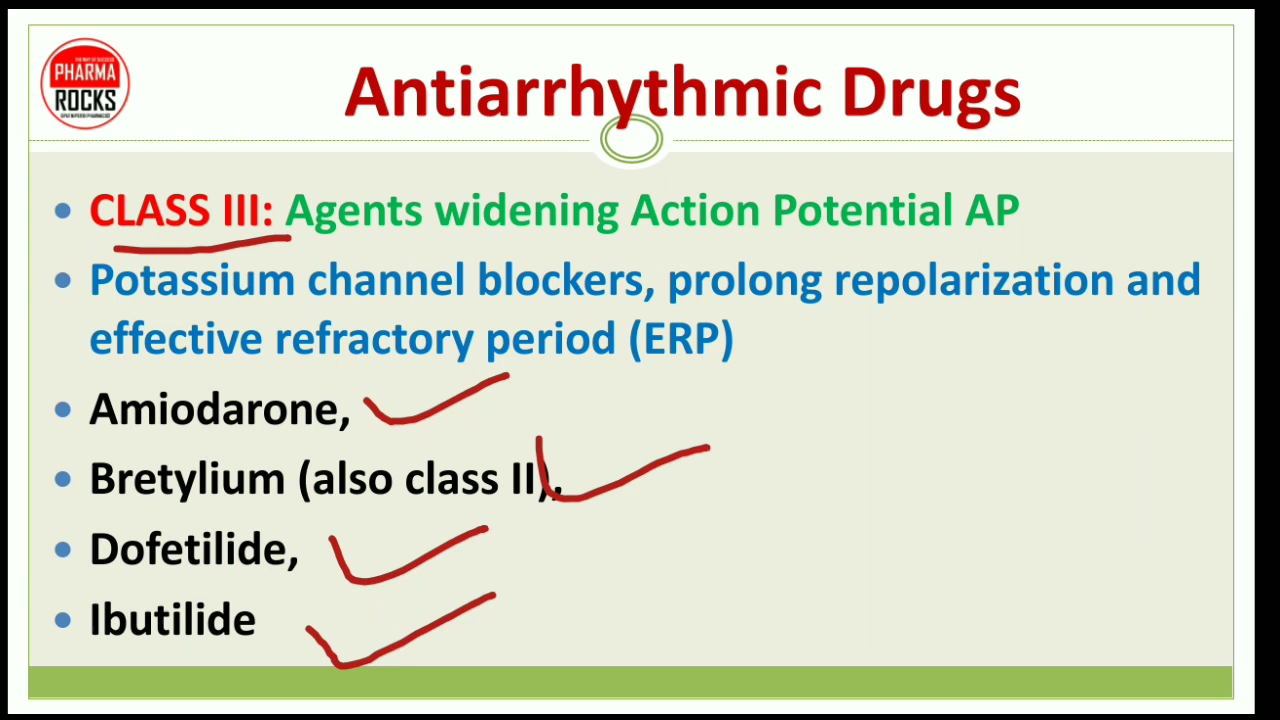 PHARMA
ROCKS
Antiarrhythmic Drugs
• CLASS III: Agents widening Action Potential AP
• Potassium channel blockers, prolong repolarization and
effective refractory period (ERP)
• Amiodarone,
• Bretylium (also class II),
• Dofetilide,
• Ibutilide